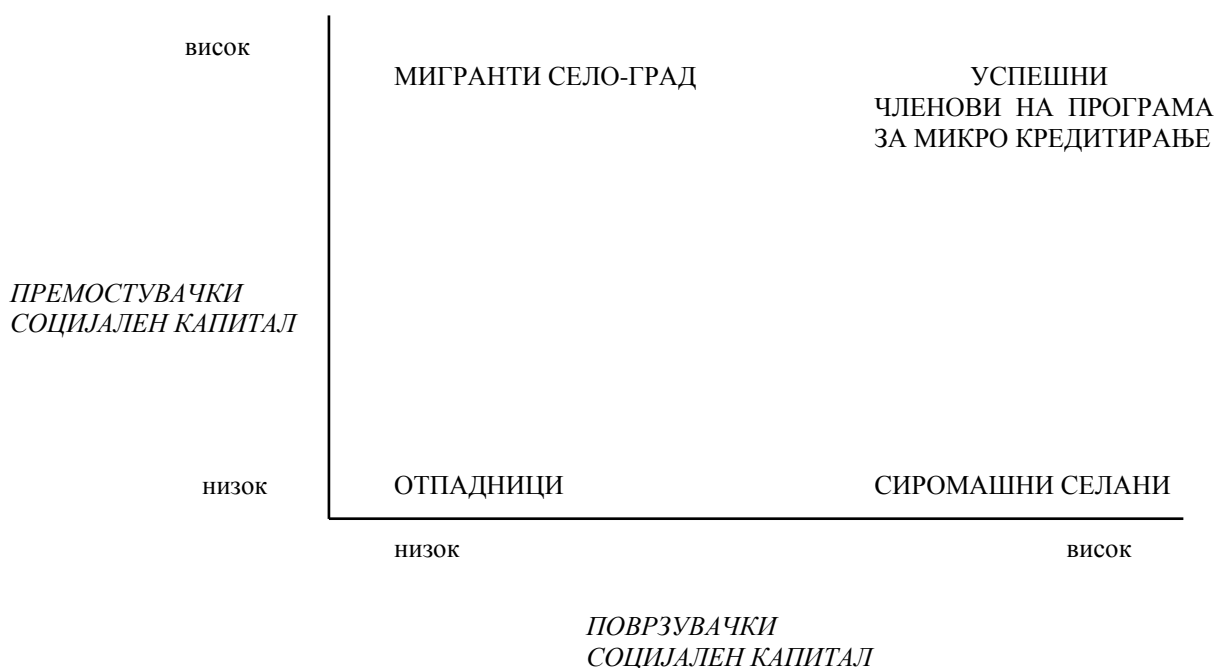 висок
МИГРАНТИ СЕЛО-ГРАД
УСПЕШНИ
ЧЛЕНОВИ НА ПРОГРАМА
ЗА МИКРО КРЕДИТИРАЊЕ
ПРЕМОСТУВАЧКИ
СОЦИЈАЛЕН КАПИТАЛ
низок
ОТПАДНИЦИ
СИРОМАШНИ СЕЛАНИ
низок
висок
ПОВРЗУВАЧКИ
СОЦИЈАЛЕН КАПИТАЛ